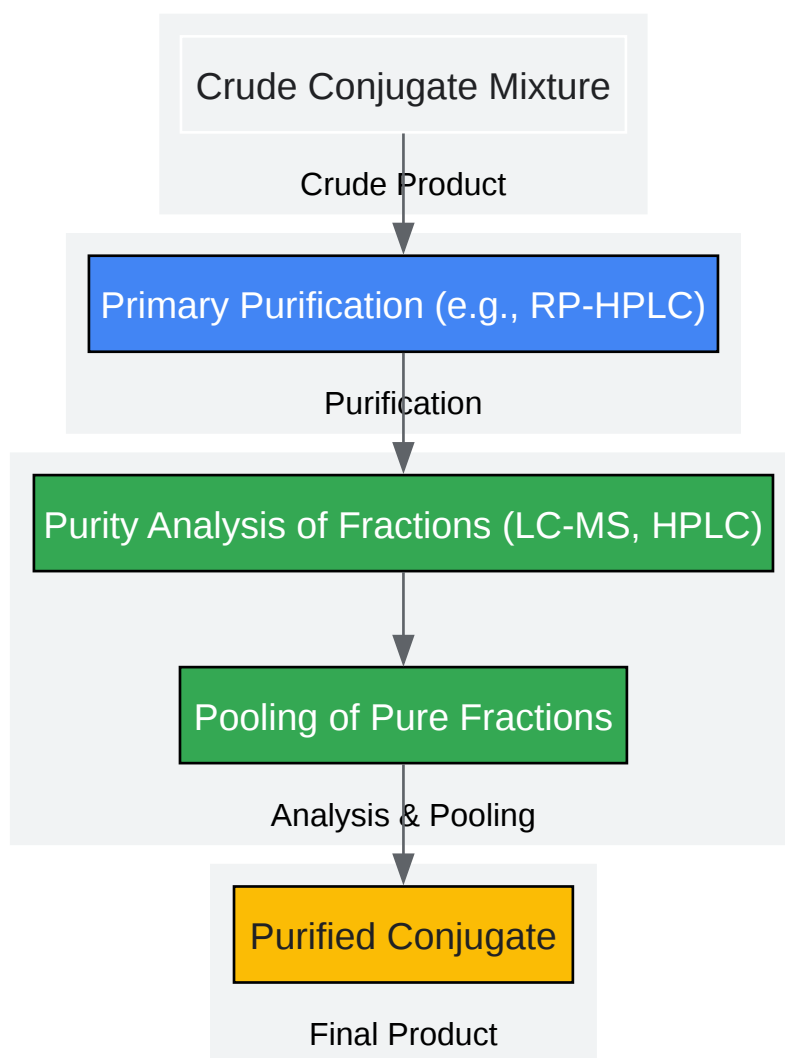 Crude Conjugate Mixture
Crude Product
Primary Purification (e.g., RP-HPLC)
Purification
Purity Analysis of Fractions (LC-MS, HPLC)
Pooling of Pure Fractions
Analysis & Pooling
Purified Conjugate
Final Product